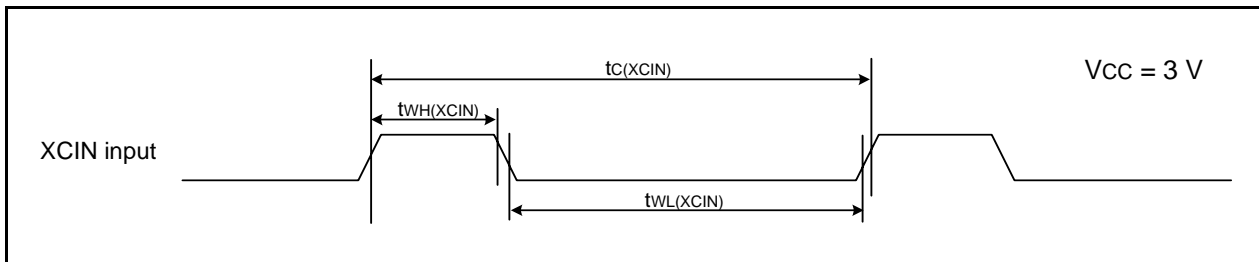 tC(XCIN)
VCC = 3 V
tWH(XCIN)
XCIN input
tWL(XCIN)